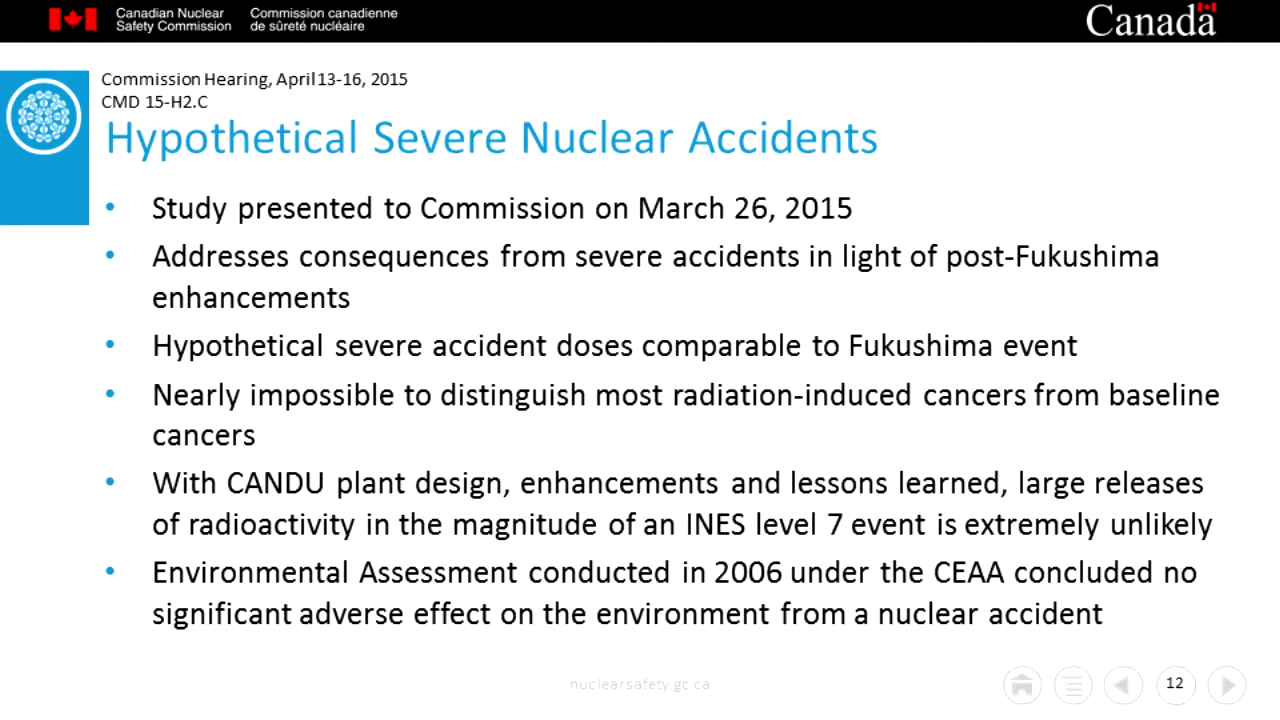 Canadian Nuclear
Safety Commission
Commission canadienne
de sûreté nucléaire
Canada
Commission Hearing, April 13-16, 2015
CMD 15-H2.C
Hypothetical Severe Nuclear Accidents
• Study presented to Commission on March 26, 2015
• Addresses consequences from severe accidents in light of post-Fukushima
enhancements
• Hypothetical severe accident doses comparable to Fukushima event
• Nearly impossible to distinguish most radiation-induced cancers from baseline
cancers
• With CANDU plant design, enhancements and lessons learned, large releases
of radioactivity in the magnitude of an INES level 7 event is extremely unlikely
• Environmental Assessment conducted in 2006 under the CEAA concluded no
significant adverse effect on the environment from a nuclear accident
nuclearsafety.gc.ca
12